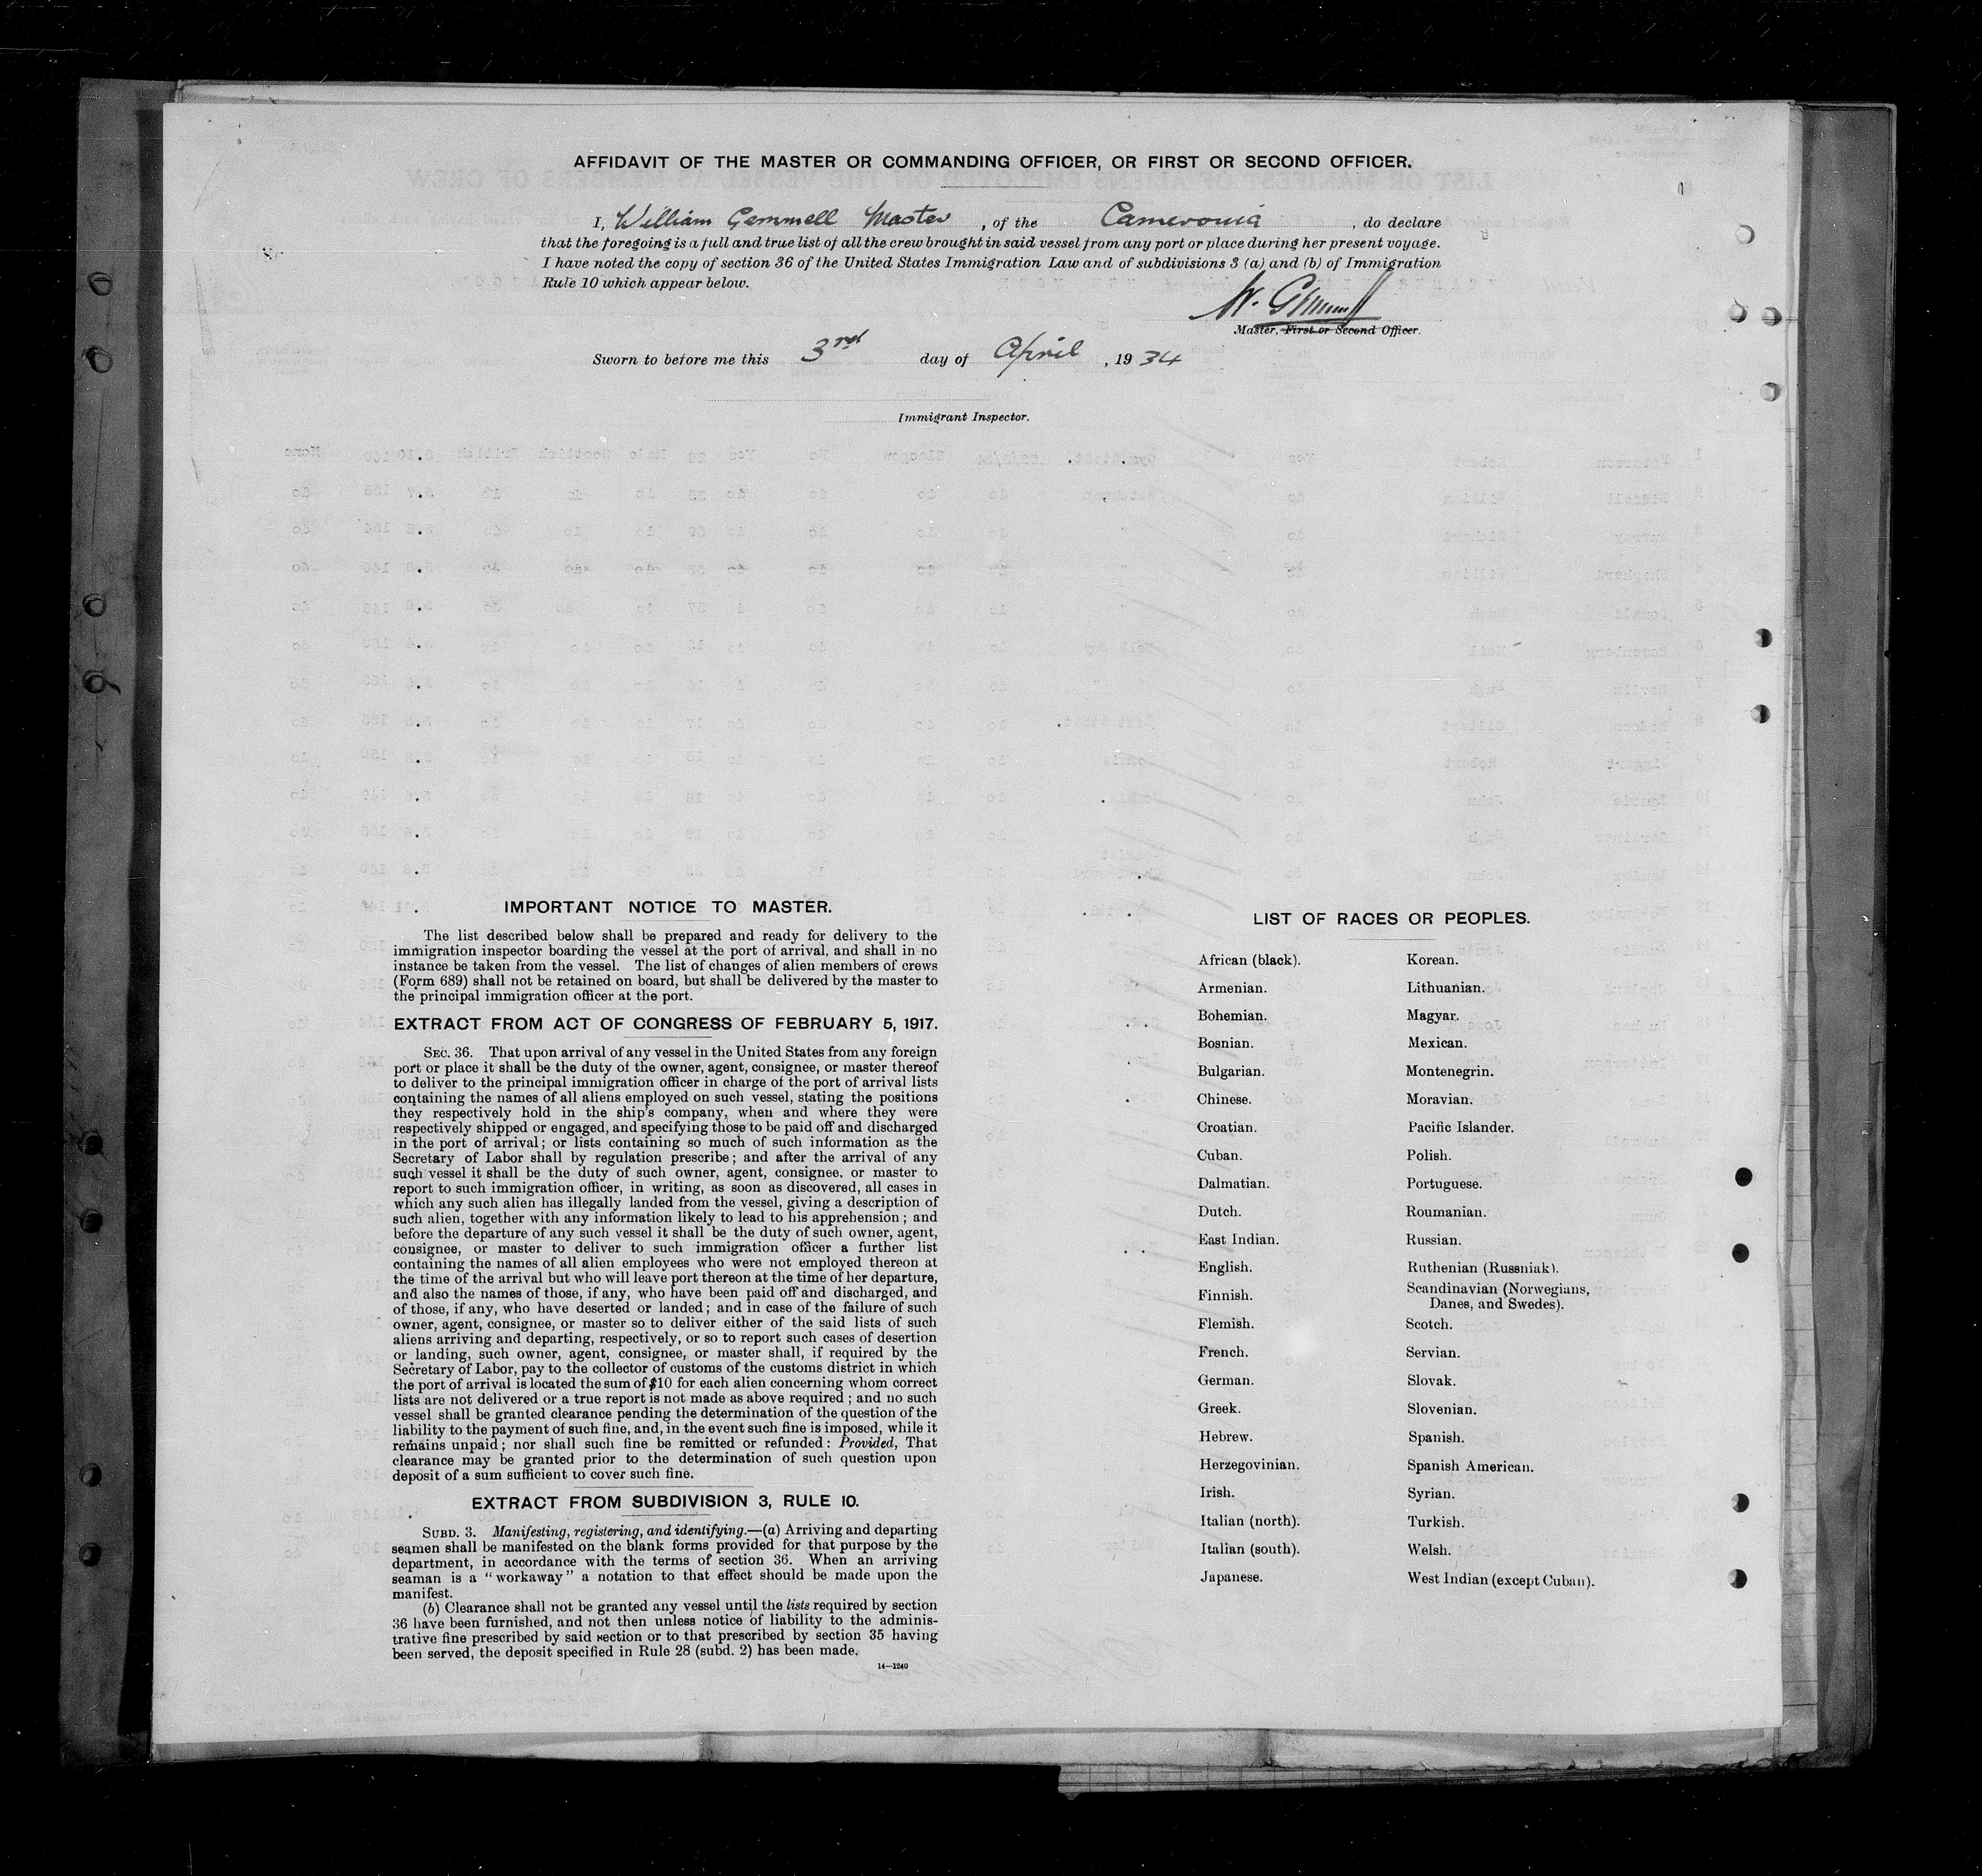 AFFIDAVIT OF THE MASTER OR COMMANDING OFFICER, OR FIRST OR SECOND OFFICER.
I, William Gemmell Master, of the Cameronia, do declare
that the foregoing is a full and true list of all the crew brought in said vessel from any port or place during her present voyage.
I have noted the copy of section 36 of the United States Immigration Law and of subdivisions 3 (a) and (b) of Immigration
Rule 10 which appear below.
W. Gemmell
Master, First or Second Officer.
Sworn to before me this 3rd day of April, 1934
Immigrant Inspector.
IMPORTANT NOTICE TO MASTER.
The list described below shall be prepared and ready for delivery to the
immigration inspector boarding the vessel at the port of arrival, and shall in no
instance be taken from the vessel. The list of changes of alien members of crews
(Form 689) shall not be retained on board, but shall be delivered by the master to
the principal immigration officer at the port.
EXTRACT FROM ACT OF CONGRESS OF FEBRUARY 5, 1917.
SEC. 36. That upon arrival of any vessel in the United States from any foreign
port or place it shall be the duty of the owner, agent, consignee, or master thereof
to deliver to the principal immigration officer in charge of the port of arrival lists
containing the names of all aliens employed on such vessel, stating the positions
they respectively hold in the ship's company, when and where they were
respectively shipped or engaged, and specifying those to be paid off and discharged
in the port of arrival; or lists containing so much of such information as the
Secretary of Labor shall by regulation prescribe; and after the arrival of any
such vessel it shall be the duty of such owner, agent, consignee, or master to
report to such immigration officer, in writing, as soon as discovered, all cases in
which any such alien has illegally landed from the vessel, giving a description of
such alien, together with any information likely to lead to his apprehension; and
before the departure of any such vessel it shall be the duty of such owner, agent,
consignee, or master to deliver to such immigration officer a further list
containing the names of all alien employees who were not employed thereon at
the time of the arrival but who will leave port thereon at the time of her departure,
and also the names of those, if any, who have been paid off and discharged, and
of those, if any, who have deserted or landed; and in case of the failure of such
owner, agent, consignee, or master so to deliver either of the said lists of such
aliens arriving and departing, respectively, or so to report such cases of desertion
or landing, such owner, agent, consignee, or master shall, if required by the
Secretary of Labor, pay to the collector of customs of the customs district in which
the port of arrival is located the sum of $10 for each alien concerning whom correct
lists are not delivered or a true report is not made as above required; and no such
vessel shall be granted clearance pending the determination of the question of the
liability to the payment of such fine, and, in the event such fine is imposed, while it
remains unpaid; nor shall such fine be remitted or refunded: Provided, That
clearance may be granted prior to the determination of such question upon
deposit of a sum sufficient to cover such fine.
EXTRACT FROM SUBDIVISION 3, RULE 10.
SUBD. 3. Manifesting, registering, and identifying.—(a) Arriving and departing
seamen shall be manifested on the blank forms provided for that purpose by the
department, in accordance with the terms of section 36. When an arriving
seaman is a "workaway" a notation to that effect should be made upon the
manifest.
(b) Clearance shall not be granted any vessel until the lists required by section
36 have been furnished, and not then unless notice of liability to the adminis-
trative fine prescribed by said section or to that prescribed by section 35 having
been served, the deposit specified in Rule 28 (subd. 2) has been made.
14—1240
LIST OF RACES OR PEOPLES.
African (black).
Armenian.
Bohemian.
Bosnian.
Bulgarian.
Chinese.
Croatian.
Cuban.
Dalmatian.
Dutch.
East Indian.
English.
Finnish.
Flemish.
French.
German.
Greek.
Hebrew.
Herzegovinian.
Irish.
Italian (north).
Italian (south).
Japanese.
Korean.
Lithuanian.
Magyar.
Mexican.
Montenegrin.
Moravian.
Pacific Islander.
Polish.
Portuguese.
Roumanian.
Russian.
Ruthenian (Russniak).
Scandinavian (Norwegians,
Danes, and Swedes).
Scotch.
Servian.
Slovak.
Slovenian.
Spanish.
Spanish American.
Syrian.
Turkish.
Welsh.
West Indian (except Cuban).